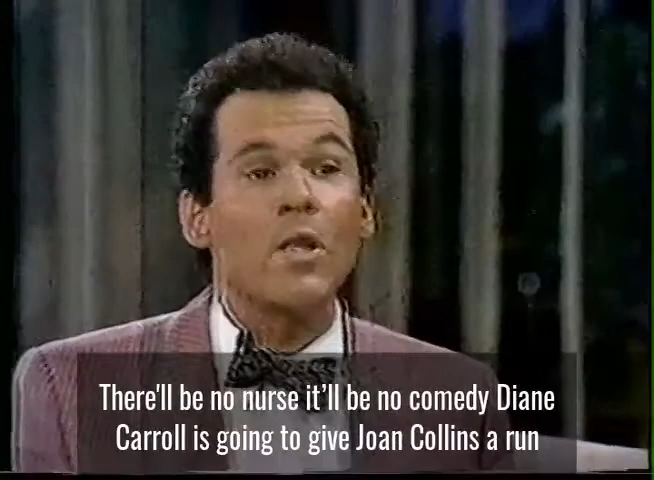 There'll be no nurse it'll be no comedy Diane
Carroll is going to give Joan Collins a run